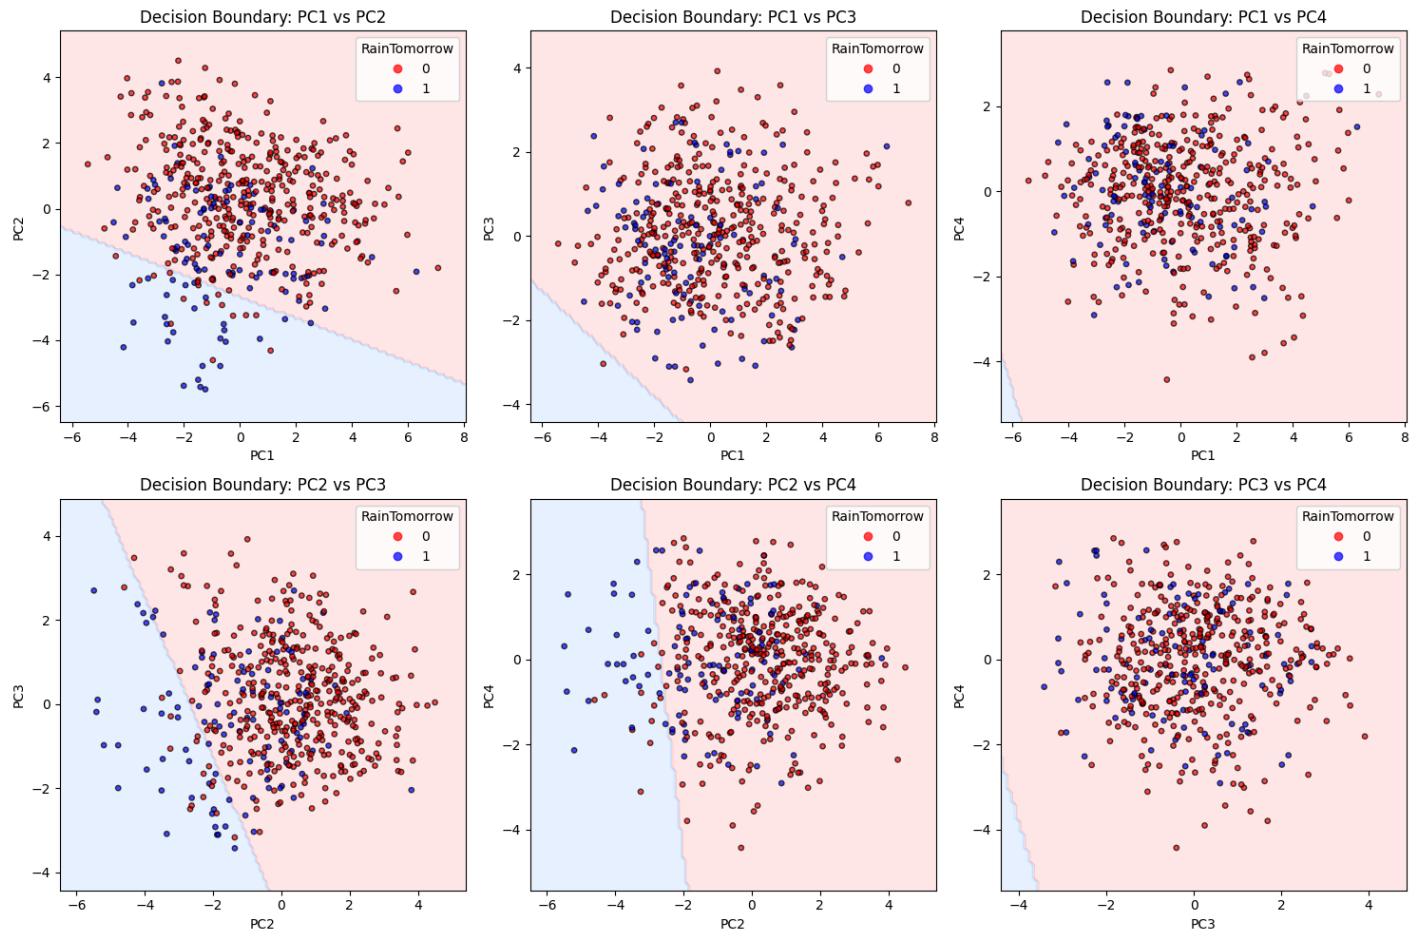 Decision Boundary: PC1 vs PC2
RainTomorrow
0
1
4
2
0
−2
−4
−6
PC2
−6 −4 −2 0 2 4 6 8
PC1
Decision Boundary: PC1 vs PC3
RainTomorrow
0
1
4
2
0
−2
−4
PC3
−6 −4 −2 0 2 4 6 8
PC1
Decision Boundary: PC1 vs PC4
RainTomorrow
0
1
2
0
−2
−4
PC4
−6 −4 −2 0 2 4 6 8
PC1
Decision Boundary: PC2 vs PC3
RainTomorrow
0
1
4
2
0
−2
−4
PC3
−6 −4 −2 0 2 4
PC2
Decision Boundary: PC2 vs PC4
RainTomorrow
0
1
2
0
−2
−4
PC4
−6 −4 −2 0 2 4
PC2
Decision Boundary: PC3 vs PC4
RainTomorrow
0
1
2
0
−2
−4
PC4
−4 −2 0 2 4
PC3